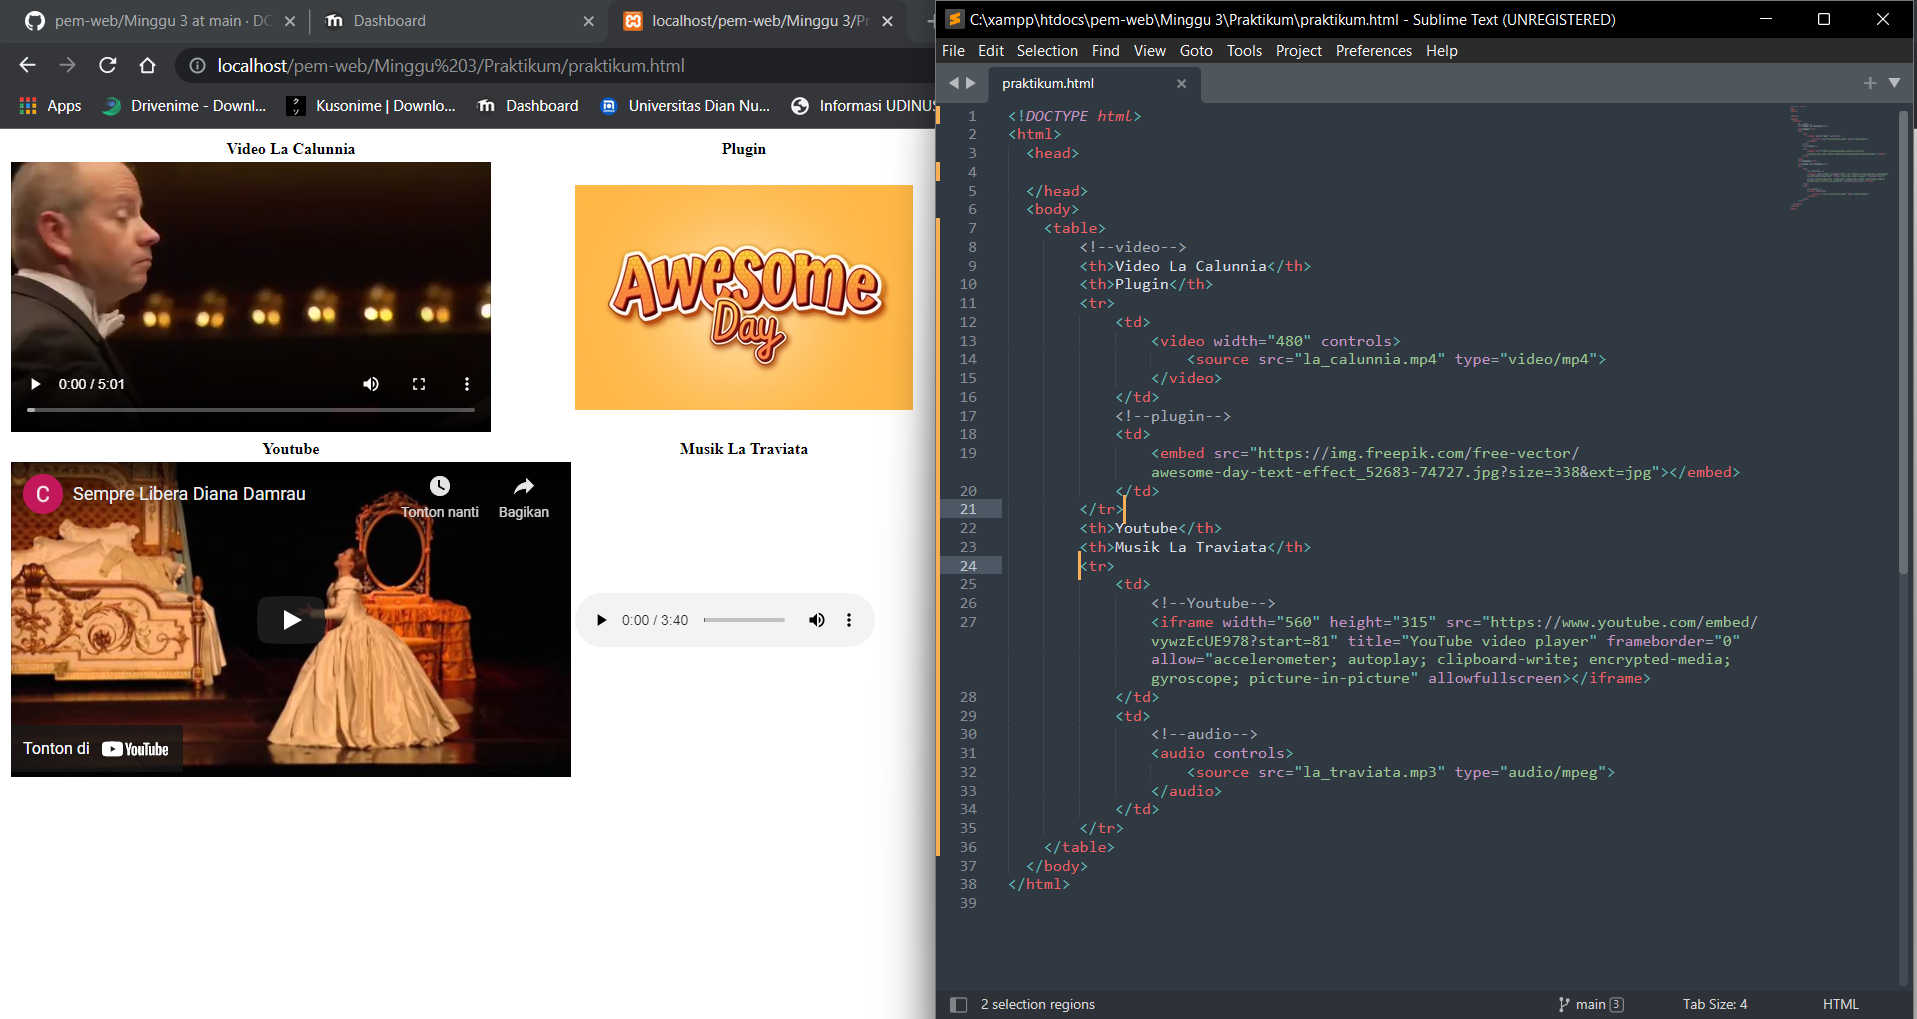 pem-web/Minggu 3 at main · DC
Dashboard
localhost/pem-web/Minggu 3/Pr
localhost/pem-web/Minggu%203/Praktikum/praktikum.html
Apps
Drivenime - Downl...
Kusonime | Downlo...
Dashboard
Universitas Dian Nu...
Informasi UDINUS
Video La Calunnia
Plugin
0:00 / 5:01
Awesome
Day
Youtube
Musik La Traviata
C
Sempre Libera Diana Damrau
Tonton nanti
Bagikan
0:00 / 3:40
Tonton di YouTube
C:\xampp\htdocs\pem-web\Minggu 3\Praktikum\praktikum.html - Sublime Text (UNREGISTERED)
File Edit Selection Find View Goto Tools Project Preferences Help
praktikum.html
1 <!DOCTYPE html>
2 <html>
3 <head>
4
5 </head>
6 <body>
7 <table>
8 <!--video-->
9 <th>Video La Calunnia</th>
10 <th>Plugin</th>
11 <tr>
12 <td>
13 <video width="480" controls>
14 <source src="la_calunnia.mp4" type="video/mp4">
15 </video>
16 </td>
17 <!--plugin-->
18 <td>
19 <embed src="https://img.freepik.com/free-vector/
awesome-day-text-effect_52683-74727.jpg?size=338&ext=jpg"></embed>
20 </td>
21 </tr>
22 <th>Youtube</th>
23 <th>Musik La Traviata</th>
24 <tr>
25 <td>
26 <!--Youtube-->
27 <iframe width="560" height="315" src="https://www.youtube.com/embed/
vywzEcUE978?start=81" title="YouTube video player" frameborder="0"
allow="accelerometer; autoplay; clipboard-write; encrypted-media;
gyroscope; picture-in-picture" allowfullscreen></iframe>
28 </td>
29 <td>
30 <!--audio-->
31 <audio controls>
32 <source src="la_traviata.mp3" type="audio/mpeg">
33 </audio>
34 </td>
35 </tr>
36 </table>
37 </body>
38 </html>
39
2 selection regions
main 3
Tab Size: 4
HTML